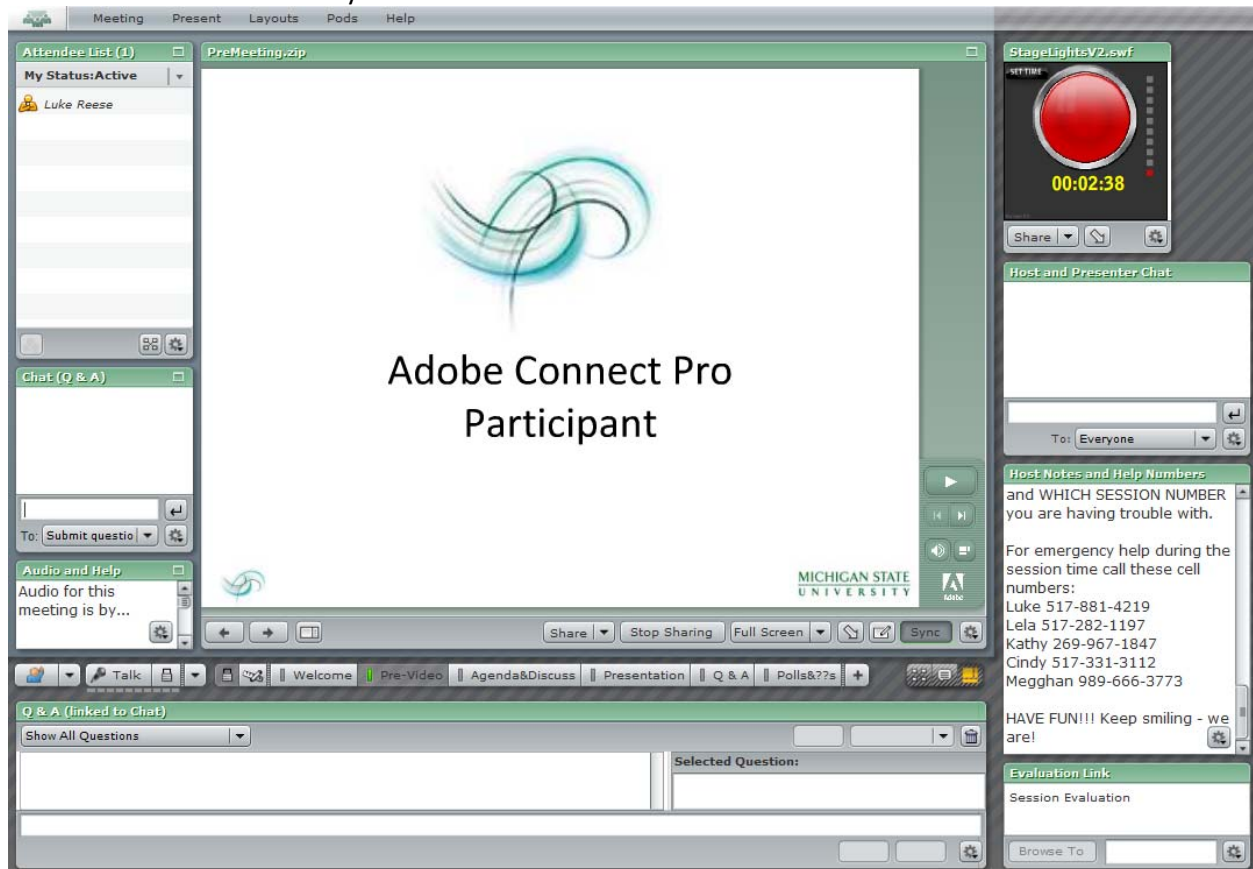 Meeting Present Layouts Pods Help
Attendee List (1)
My Status:Active
Luke Reese
PreMeeting.zip
Adobe Connect Pro
Participant
MICHIGAN STATE
UNIVERSITY
Adobe
StageLightsV2.swf
SET TIME
00:02:38
Share
Host and Presenter Chat
To: Everyone
Chat (Q & A)
To: Submit questio
Audio and Help
Audio for this
meeting is by...
Share Stop Sharing Full Screen Sync
Host Notes and Help Numbers
and WHICH SESSION NUMBER
you are having trouble with.
For emergency help during the
session time call these cell
numbers:
Luke 517-881-4219
Lela 517-282-1197
Kathy 269-967-1847
Cindy 517-331-3112
Megghan 989-666-3773
HAVE FUN!!! Keep smiling - we
are!
Talk Welcome Pre-Video Agenda&Discuss Presentation Q & A Polls&??s +
Q & A (linked to Chat)
Show All Questions
Selected Question:
Evaluation Link
Session Evaluation
Browse To